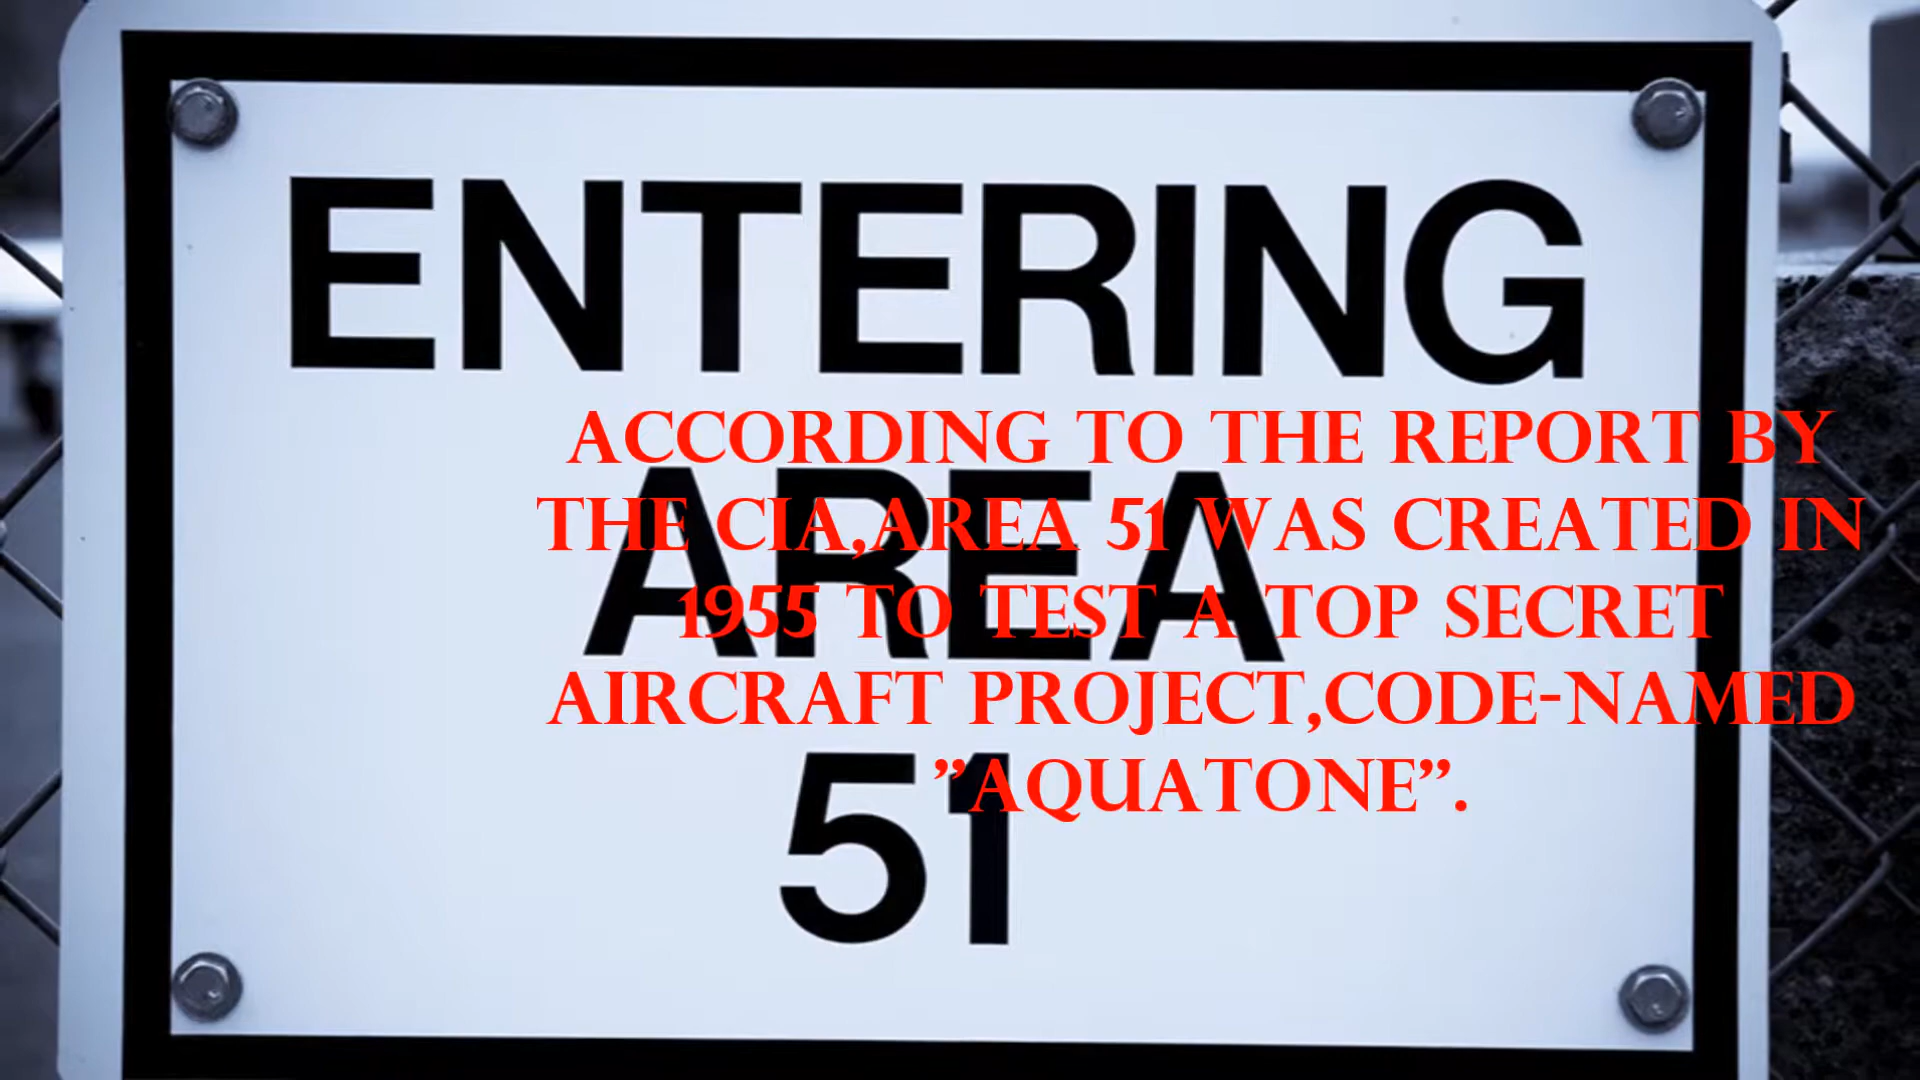 ENTERING
AREA
51
ACCORDING TO THE REPORT BY
THE CIA,AREA 51 WAS CREATED IN
1955 TO TEST A TOP SECRET
AIRCRAFT PROJECT,CODE-NAMED
”AQUATONE”.